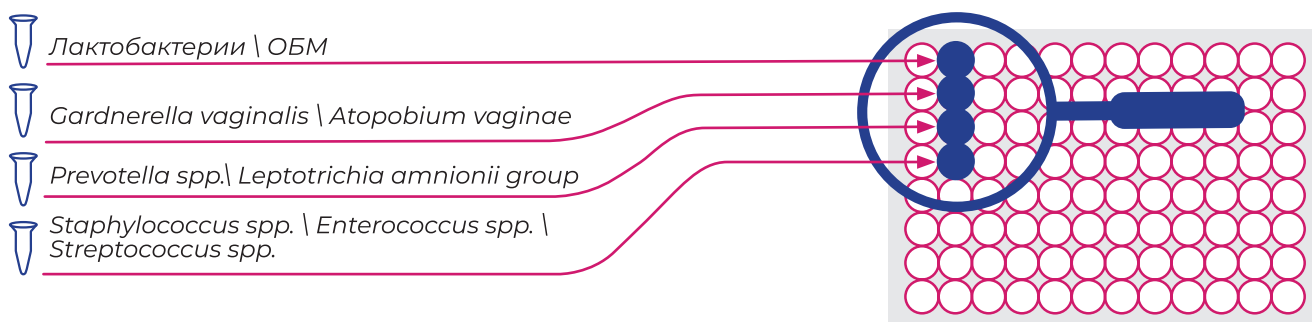 Лактобактерии \ ОБМ
Gardnerella vaginalis \ Atopobium vaginae
Prevotella spp.\ Leptotrichia amnionii group
Staphylococcus spp. \ Enterococcus spp. \
Streptococcus spp.